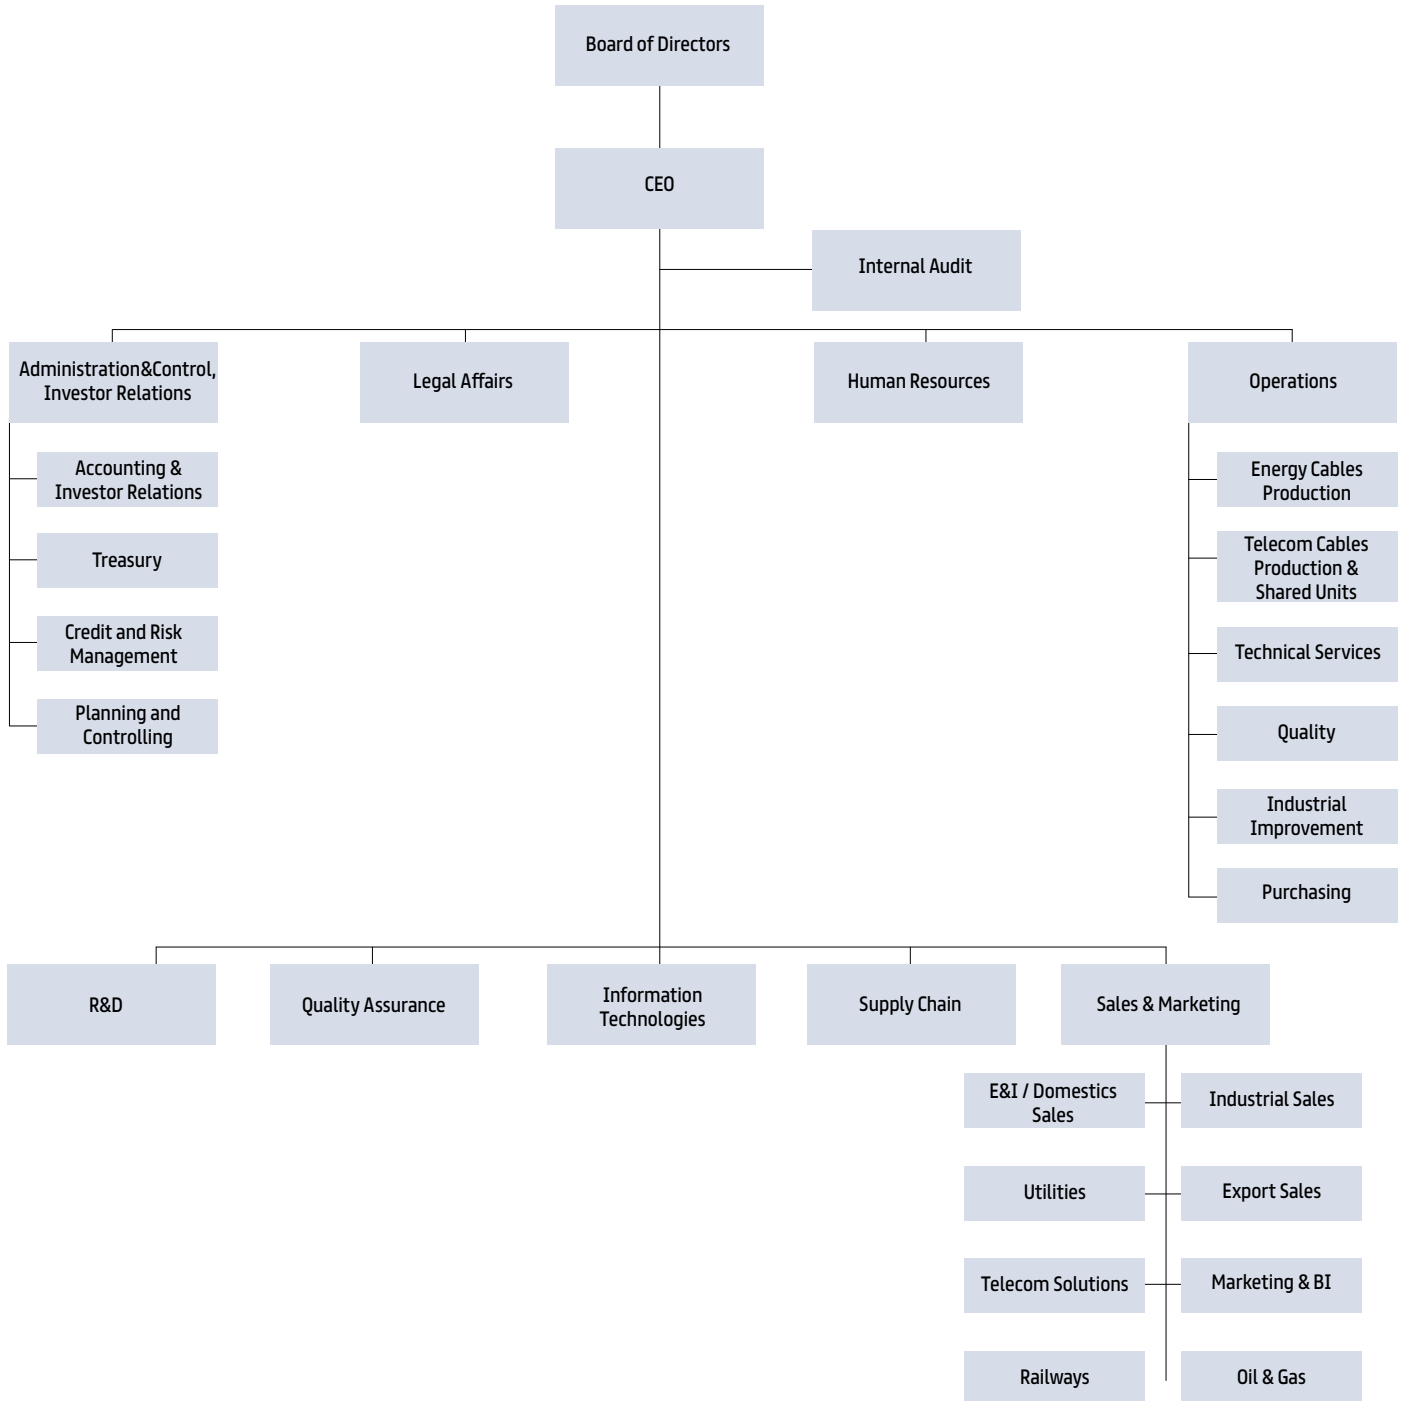 Board of Directors
CEO
Internal Audit
Administration&Control,
Investor Relations
Legal Affairs
Human Resources
Operations
Accounting &
Investor Relations
Treasury
Credit and Risk
Management
Planning and
Controlling
Energy Cables
Production
Telecom Cables
Production &
Shared Units
Technical Services
Quality
Industrial
Improvement
Purchasing
R&D
Quality Assurance
Information
Technologies
Supply Chain
Sales & Marketing
E&I / Domestics
Sales
Industrial Sales
Utilities
Export Sales
Telecom Solutions
Marketing & BI
Railways
Oil & Gas